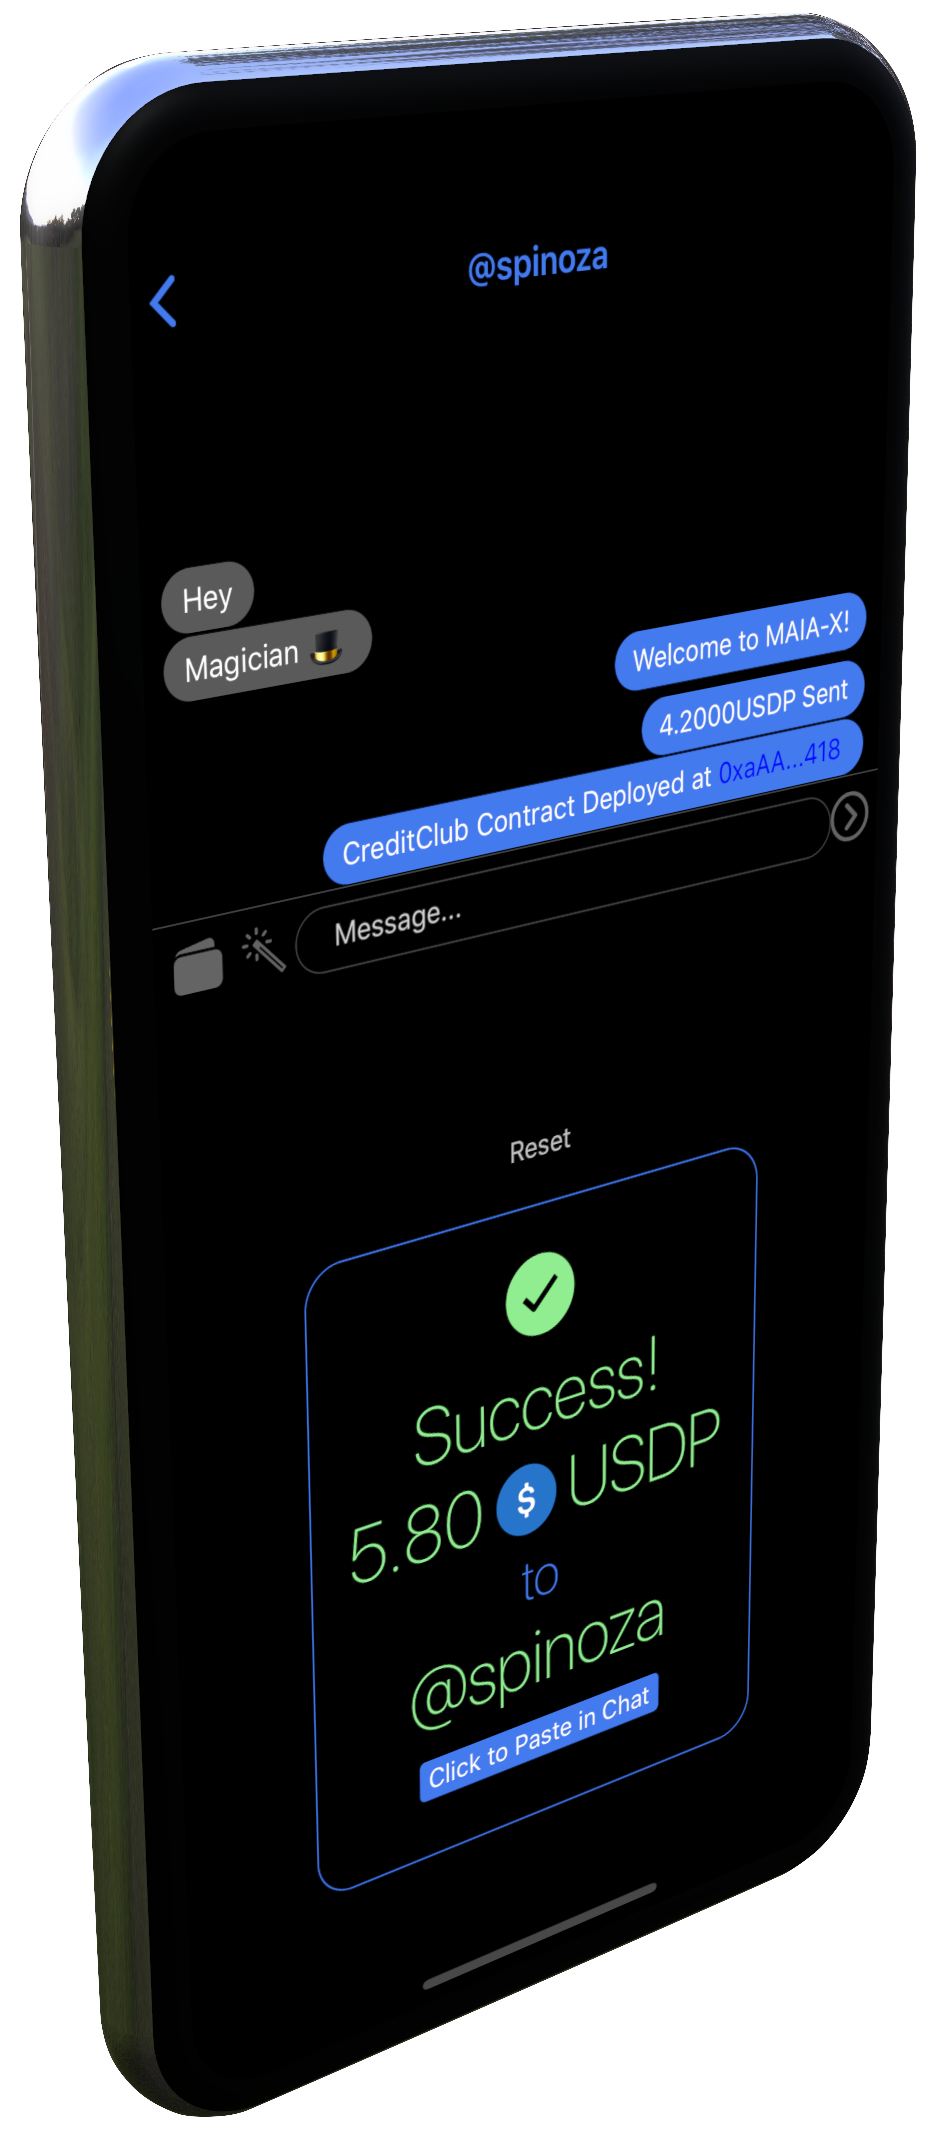 @spinoza
Hey
Magician
Welcome to MAIA-X!
4.2000USDP Sent
CreditClub Contract Deployed at 0xaAA...418
Message...
Reset
Success!
5.80 $ USDP
to
@spinoza
Click to Paste in Chat